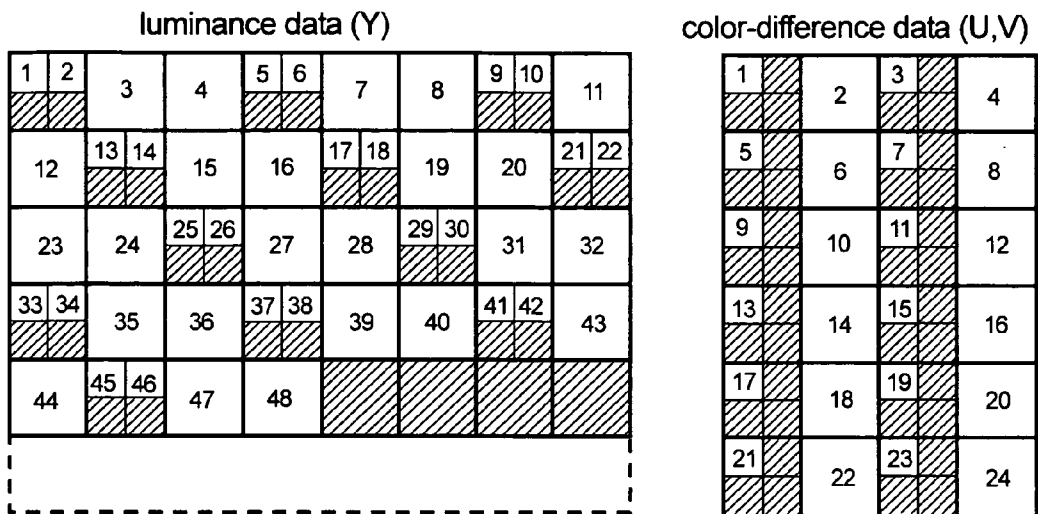 luminance data (Y)
1 2 3 4 5 6 7 8 9 10 11
12 13 14 15 16 17 18 19 20 21 22
23 24 25 26 27 28 29 30 31 32
33 34 35 36 37 38 39 40 41 42 43
44 45 46 47 48
color-difference data (U,V)
1 2 3 4
5 6 7 8
9 10 11 12
13 14 15 16
17 18 19 20
21 22 23 24